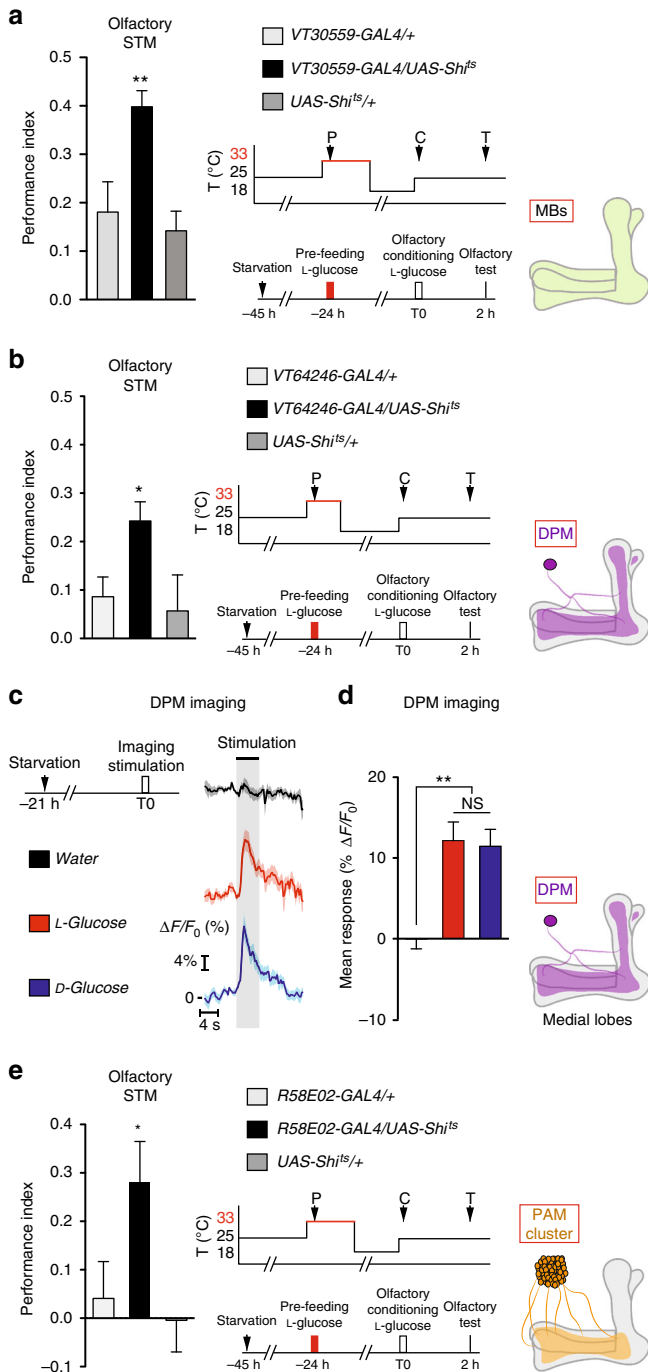 a
Olfactory
STM
VT30559-GAL4/+
VT30559-GAL4/UAS-Shi^ts
UAS-Shi^ts/+
Performance index
0.5
0.4
0.3
0.2
0.1
0.0
**
T (°C)
33
25
18
P
C
T
Starvation
Pre-feeding
L-glucose
Olfactory
conditioning
L-glucose
Olfactory
test
–45 h
–24 h
T0
2 h
MBs
b
Olfactory
STM
VT64246-GAL4/+
VT64246-GAL4/UAS-Shi^ts
UAS-Shi^ts/+
Performance index
0.5
0.4
0.3
0.2
0.1
0.0
*
T (°C)
33
25
18
P
C
T
Starvation
Pre-feeding
L-glucose
Olfactory
conditioning
L-glucose
Olfactory
test
–45 h
–24 h
T0
2 h
DPM
c
DPM imaging
Starvation
Imaging
stimulation
–21 h
T0
Stimulation
Water
L-Glucose
D-Glucose
ΔF/F0 (%)
4%
0
4 s
d
DPM imaging
Mean response (% ΔF/F0)
20
10
0
–10
**
NS
DPM
Medial lobes
e
Olfactory
STM
R58E02-GAL4/+
R58E02-GAL4/UAS-Shi^ts
UAS-Shi^ts/+
Performance index
0.4
0.3
0.2
0.1
0.0
–0.1
*
T (°C)
33
25
18
P
C
T
Starvation
Pre-feeding
L-glucose
Olfactory
conditioning
L-glucose
Olfactory
test
–45 h
–24 h
T0
2 h
PAM
cluster